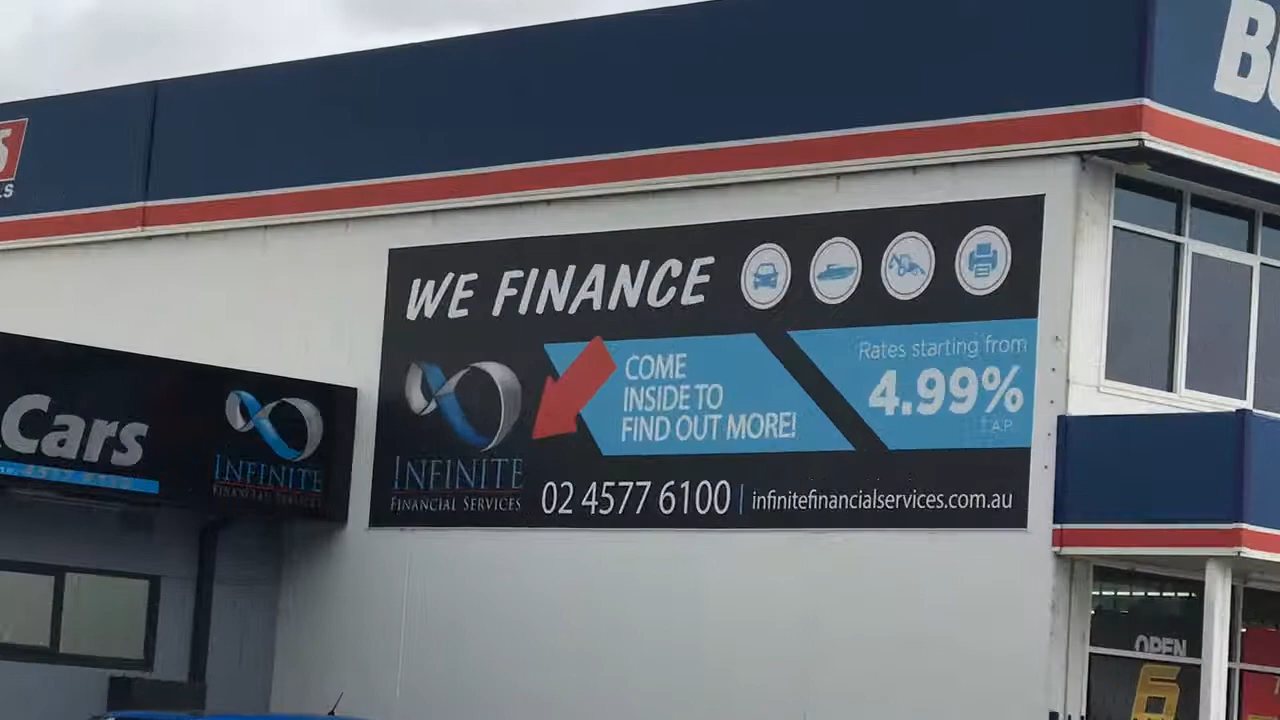 WE FINANCE
COME
INSIDE TO
FIND OUT MORE!
Rates starting from
4.99%
INFINITE
FINANCIAL SERVICES
02 4577 6100 | infinitefinancialservices.com.au
Cars
INFINITE
FINANCIAL SERVICES
OPEN
6